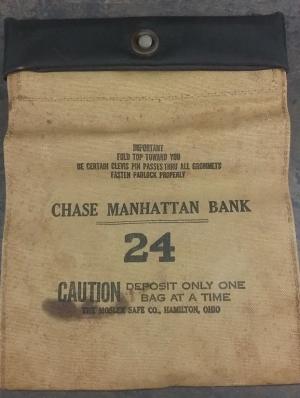 IMPORTANT
FOLD TOP TOWARD YOU
BE CERTAIN CLEVIS PIN PASSES THRU ALL GROMMETS
FASTEN PADLOCK PROPERLY
CHASE MANHATTAN BANK
24
CAUTION DEPOSIT ONLY ONE
BAG AT A TIME
THE MOSLER SAFE CO., HAMILTON, OHIO